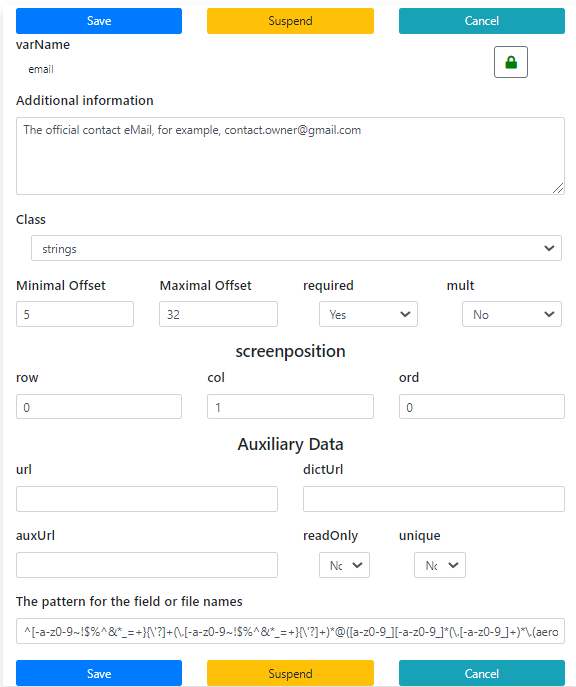 Save Suspend Cancel
varName
email
Additional information
The official contact eMail, for example, contact.owner@gmail.com
Class
strings
Minimal Offset Maximal Offset required mult
5 32 Yes No
screenposition
row col ord
0 1 0
Auxiliary Data
url dictUrl
auxUrl readOnly unique
No No
The pattern for the field or file names
^[-a-z0-9~!$%^&*_=+}{\'?]+(\.[-a-z0-9~!$%^&*_=+}{\'?]+)*@([a-z0-9_][-a-z0-9_]*(\.[-a-z0-9_]+)*\.(aero
Save Suspend Cancel